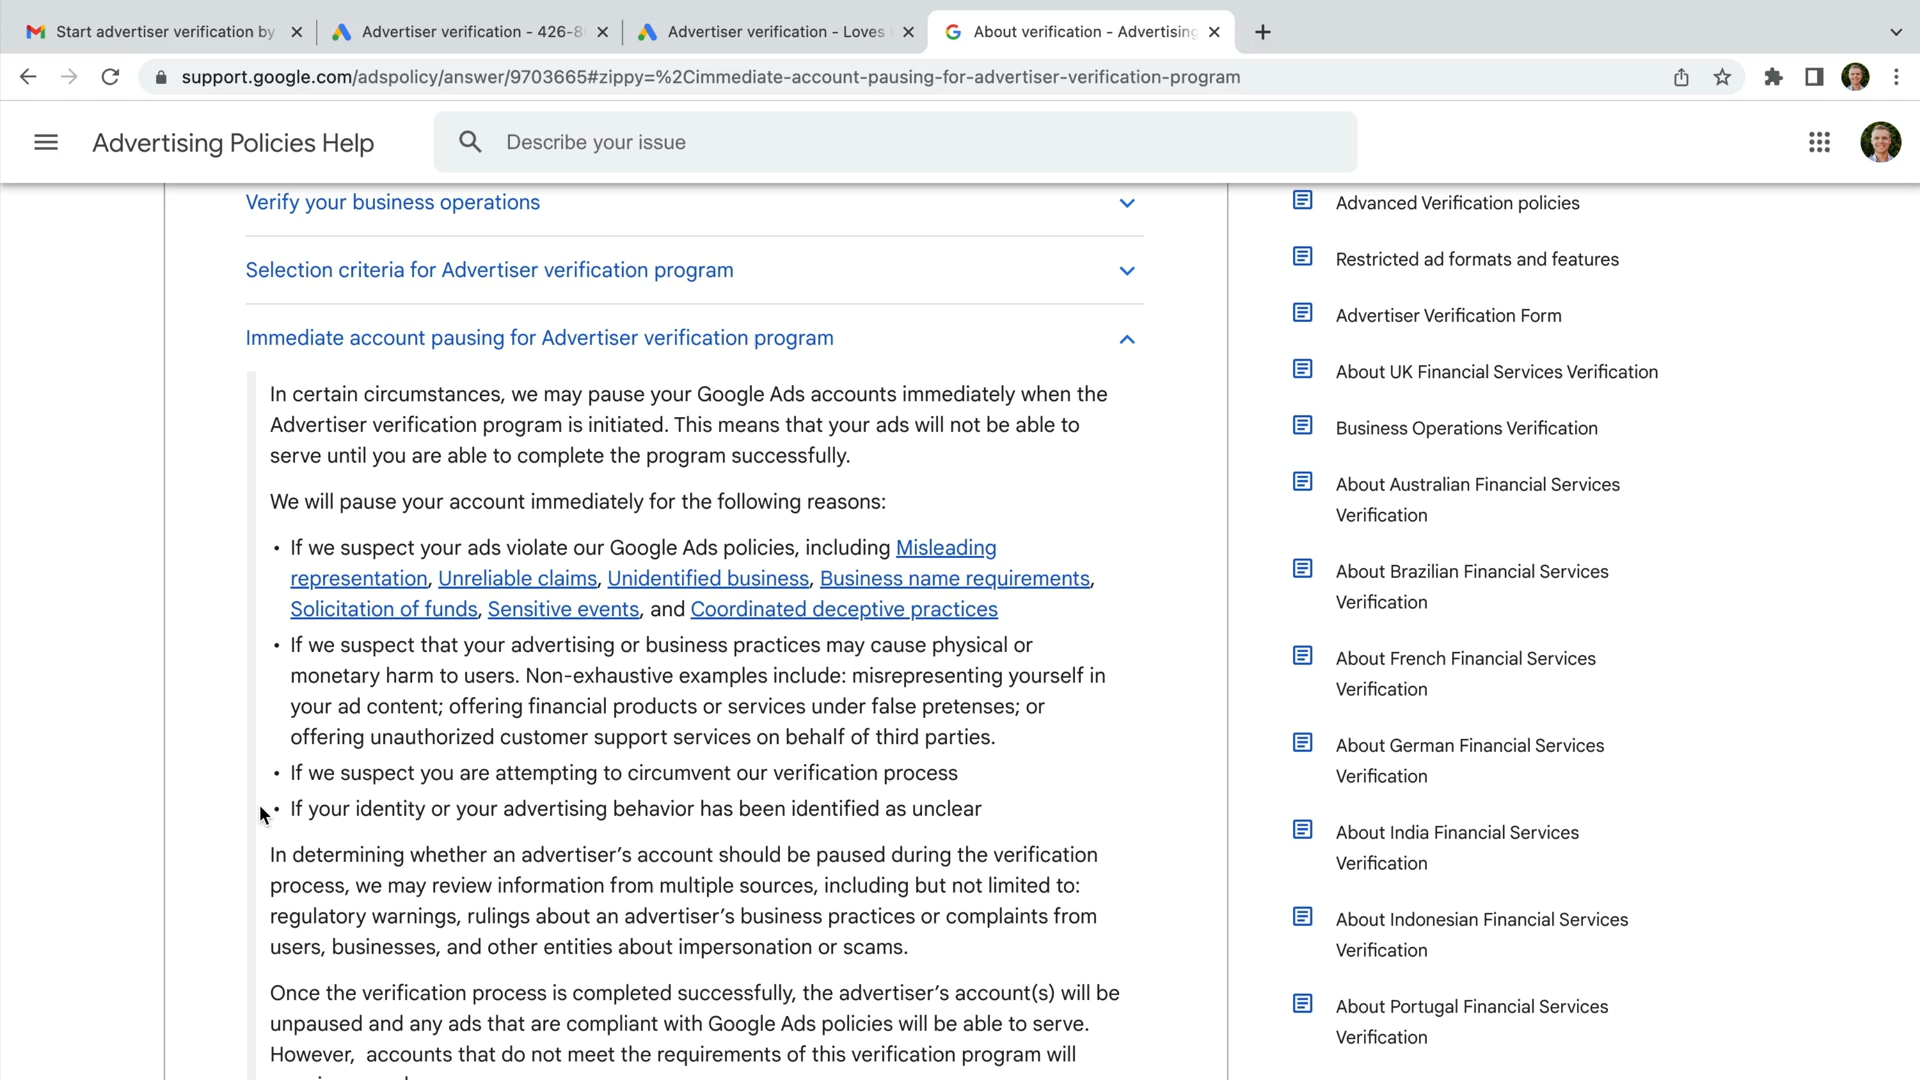 Start advertiser verification by
Advertiser verification - 426-8
Advertiser verification - Loves
About verification - Advertising
support.google.com/adspolicy/answer/9703665#zippy=%2Cimmediate-account-pausing-for-advertiser-verification-program
Advertising Policies Help
Describe your issue
Verify your business operations
Selection criteria for Advertiser verification program
Immediate account pausing for Advertiser verification program
In certain circumstances, we may pause your Google Ads accounts immediately when the
Advertiser verification program is initiated. This means that your ads will not be able to
serve until you are able to complete the program successfully.
We will pause your account immediately for the following reasons:
• If we suspect your ads violate our Google Ads policies, including Misleading
representation, Unreliable claims, Unidentified business, Business name requirements,
Solicitation of funds, Sensitive events, and Coordinated deceptive practices
• If we suspect that your advertising or business practices may cause physical or
monetary harm to users. Non-exhaustive examples include: misrepresenting yourself in
your ad content; offering financial products or services under false pretenses; or
offering unauthorized customer support services on behalf of third parties.
• If we suspect you are attempting to circumvent our verification process
• If your identity or your advertising behavior has been identified as unclear
In determining whether an advertiser's account should be paused during the verification
process, we may review information from multiple sources, including but not limited to:
regulatory warnings, rulings about an advertiser's business practices or complaints from
users, businesses, and other entities about impersonation or scams.
Once the verification process is completed successfully, the advertiser's account(s) will be
unpaused and any ads that are compliant with Google Ads policies will be able to serve.
However, accounts that do not meet the requirements of this verification program will
Advanced Verification policies
Restricted ad formats and features
Advertiser Verification Form
About UK Financial Services Verification
Business Operations Verification
About Australian Financial Services
Verification
About Brazilian Financial Services
Verification
About French Financial Services
Verification
About German Financial Services
Verification
About India Financial Services
Verification
About Indonesian Financial Services
Verification
About Portugal Financial Services
Verification